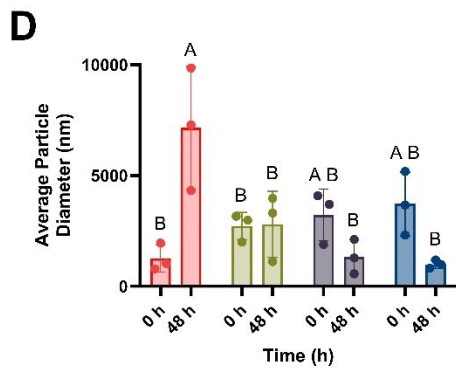 D
Average Particle
Diameter (nm)
10000
5000
0
B
A
B
B
A B
B
A B
B
0 h
48 h
0 h
48 h
0 h
48 h
0 h
48 h
Time (h)